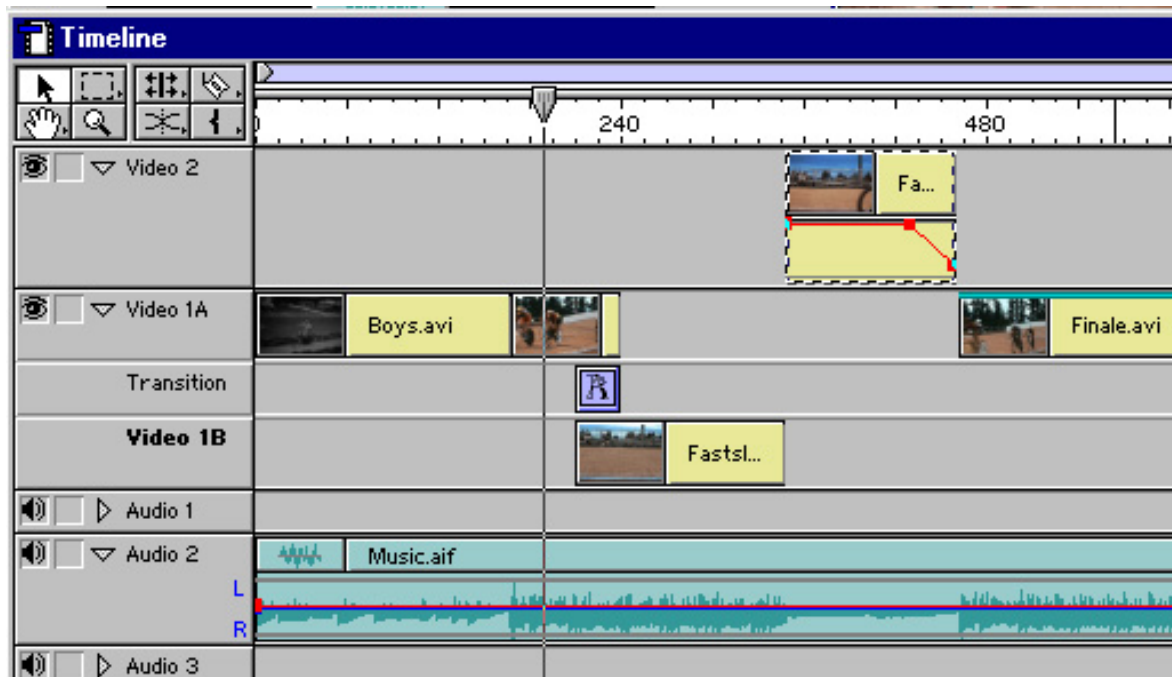 Timeline
0 240 480
Video 2
Fa...
Video 1A
Boys.avi
Finale.avi
Transition
Video 1B
Fastsl...
Audio 1
Audio 2
Music.aif
L
R
Audio 3